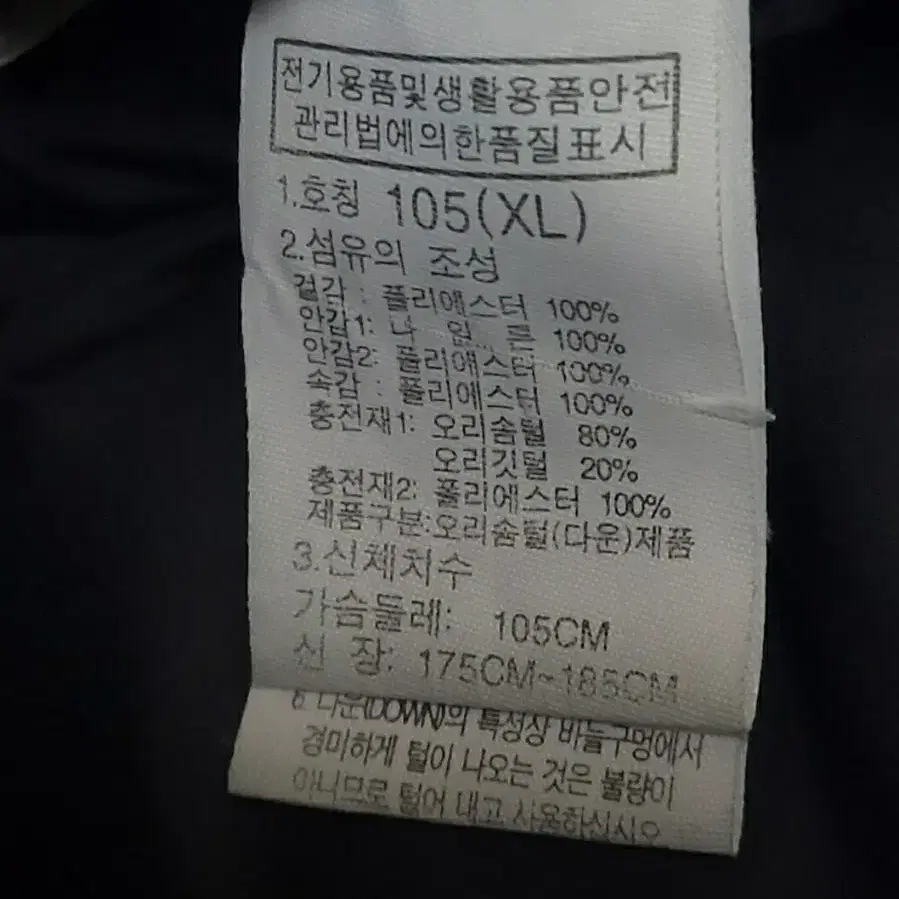 전기용품및생활용품안전
관리법에의한품질표시
1.호칭 105(XL)
2.섬유의 조성
겉감 : 폴리에스터 100%
안감1: 나 일 론 100%
안감2: 폴리에스터 100%
속감 : 폴리에스터 100%
충전재1: 오리솜털 80%
오리깃털 20%
충전재2: 폴리에스터 100%
제품구분:오리솜털(다운)제품
3.신체치수
가슴둘레: 105CM
신 장: 175CM~185CM
6. 다운(DOWN)의 특성상 바늘구멍에서
경미하게 털이 나오는 것은 불량이
아니므로 털어 내고 사용하십시오